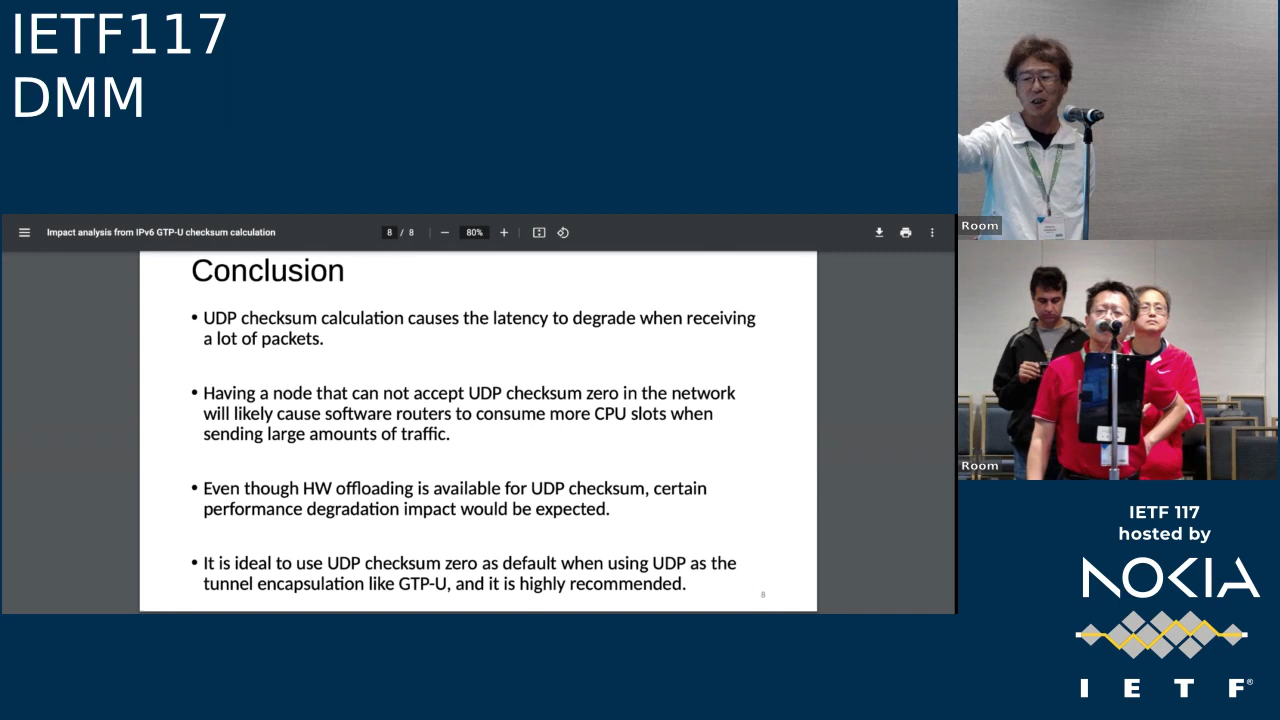 IETF117
DMM
Impact analysis from IPv6 GTP-U checksum calculation
8 / 8
80%
Conclusion
• UDP checksum calculation causes the latency to degrade when receiving
a lot of packets.
• Having a node that can not accept UDP checksum zero in the network
will likely cause software routers to consume more CPU slots when
sending large amounts of traffic.
• Even though HW offloading is available for UDP checksum, certain
performance degradation impact would be expected.
• It is ideal to use UDP checksum zero as default when using UDP as the
tunnel encapsulation like GTP-U, and it is highly recommended.
8
Room
Room
IETF 117
hosted by
NOKIA
I E T F®